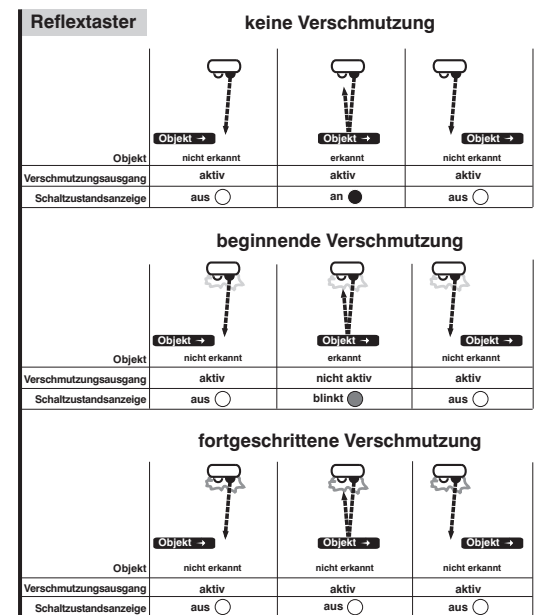 Reflextaster
keine Verschmutzung
Objekt → Objekt → Objekt →
Objekt nicht erkannt erkannt nicht erkannt
Verschmutzungsausgang aktiv aktiv aktiv
Schaltzustandsanzeige aus an aus
beginnende Verschmutzung
Objekt → Objekt → Objekt →
Objekt nicht erkannt erkannt nicht erkannt
Verschmutzungsausgang aktiv nicht aktiv aktiv
Schaltzustandsanzeige aus blinkt aus
fortgeschrittene Verschmutzung
Objekt → Objekt → Objekt →
Objekt nicht erkannt nicht erkannt nicht erkannt
Verschmutzungsausgang aktiv aktiv aktiv
Schaltzustandsanzeige aus aus aus